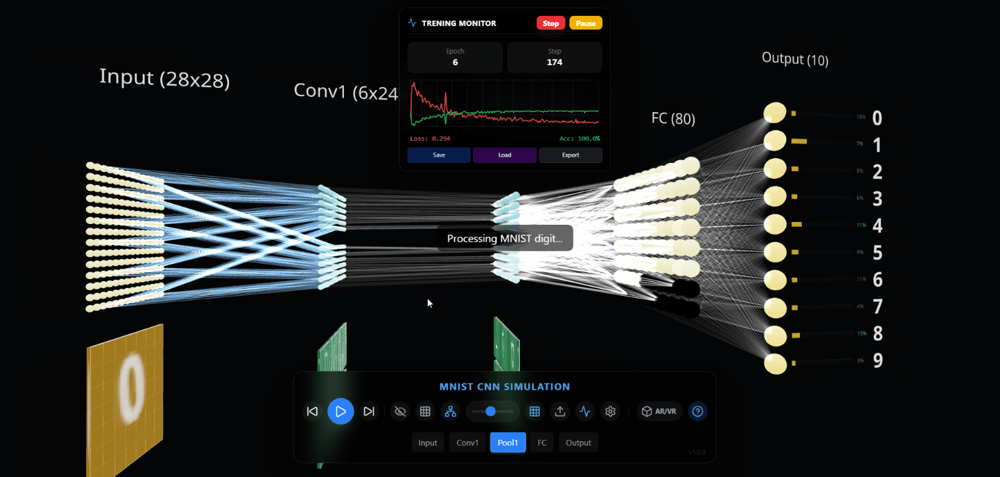 TRENING MONITOR
Stop
Pause
Epoch
6
Step
174
Loss: 0.294
Acc: 100.0%
Save
Load
Export
Input (28x28)
Conv1 (6x24
FC (80)
Output (10)
18%
0
7%
1
8%
2
6%
3
11%
4
9%
5
11%
6
4%
7
15%
8
9%
9
Processing MNIST digit...
0
MNIST CNN SIMULATION
AR/VR
Input
Conv1
Pool1
FC
Output
v1.0.0